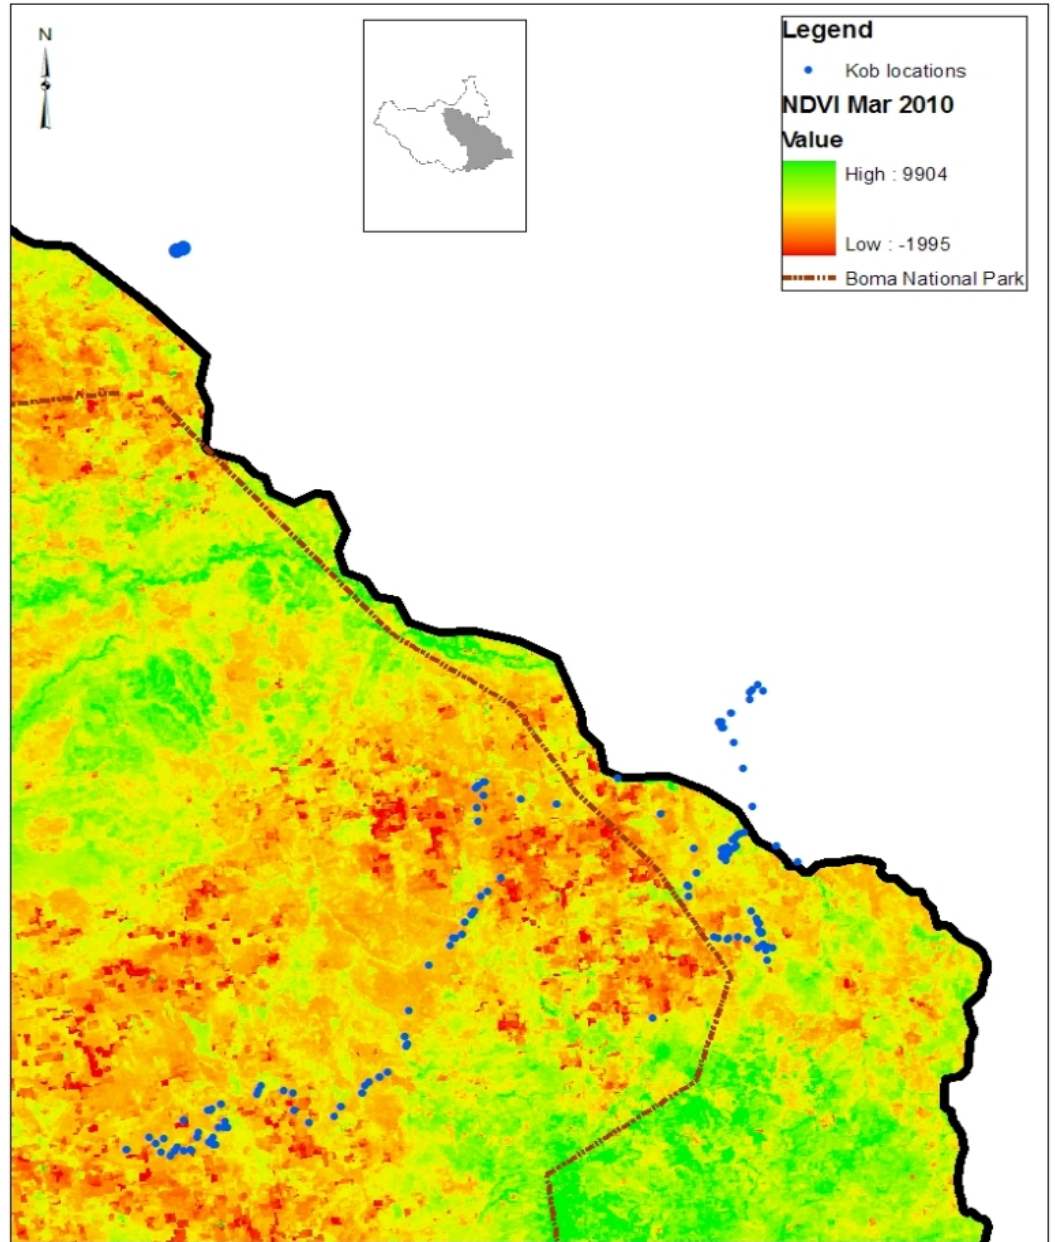 N
Legend
Kob locations
NDVI Mar 2010
Value
High : 9904
Low : -1995
Boma National Park